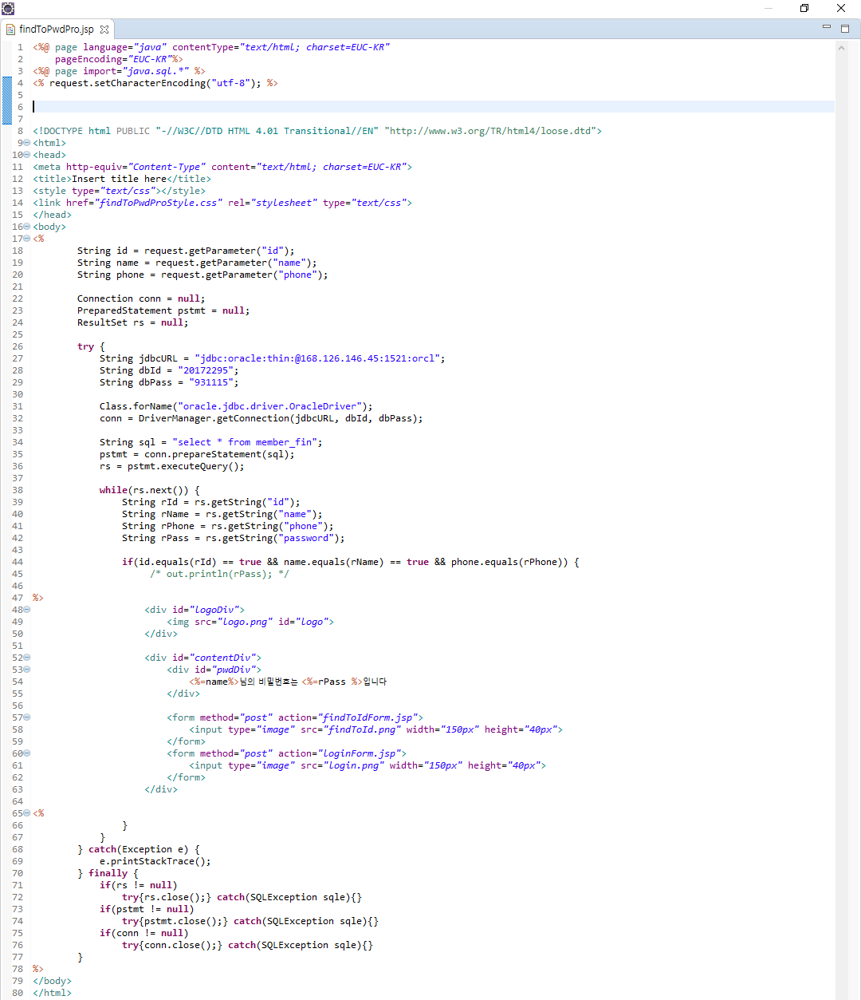 findToPwdPro.jsp
1 <%@ page language="java" contentType="text/html; charset=EUC-KR"
2 pageEncoding="EUC-KR"%>
3 <%@ page import="java.sql.*" %>
4 <% request.setCharacterEncoding("utf-8"); %>
5
6
7
8 <!DOCTYPE html PUBLIC "-//W3C//DTD HTML 4.01 Transitional//EN" "http://www.w3.org/TR/html4/loose.dtd">
9 <html>
10 <head>
11 <meta http-equiv="Content-Type" content="text/html; charset=EUC-KR">
12 <title>Insert title here</title>
13 <style type="text/css"></style>
14 <link href="findToPwdProStyle.css" rel="stylesheet" type="text/css">
15 </head>
16 <body>
17 <%
18 String id = request.getParameter("id");
19 String name = request.getParameter("name");
20 String phone = request.getParameter("phone");
21
22 Connection conn = null;
23 PreparedStatement pstmt = null;
24 ResultSet rs = null;
25
26 try {
27 String jdbcURL = "jdbc:oracle:thin:@168.126.146.45:1521:orcl";
28 String dbId = "20172295";
29 String dbPass = "931115";
30
31 Class.forName("oracle.jdbc.driver.OracleDriver");
32 conn = DriverManager.getConnection(jdbcURL, dbId, dbPass);
33
34 String sql = "select * from member_fin";
35 pstmt = conn.prepareStatement(sql);
36 rs = pstmt.executeQuery();
37
38 while(rs.next()) {
39 String rId = rs.getString("id");
40 String rName = rs.getString("name");
41 String rPhone = rs.getString("phone");
42 String rPass = rs.getString("password");
43
44 if(id.equals(rId) == true && name.equals(rName) == true && phone.equals(rPhone)) {
45 /* out.println(rPass); */
46
47 %>
48 <div id="logoDiv">
49 <img src="logo.png" id="logo">
50 </div>
51
52 <div id="contentDiv">
53 <div id="pwdDiv">
54 <%=name%>님의 비밀번호는 <%=rPass %>입니다
55 </div>
56
57 <form method="post" action="findToIdForm.jsp">
58 <input type="image" src="findToId.png" width="150px" height="40px">
59 </form>
60 <form method="post" action="loginForm.jsp">
61 <input type="image" src="login.png" width="150px" height="40px">
62 </form>
63 </div>
64
65 <%
66 }
67 }
68 } catch(Exception e) {
69 e.printStackTrace();
70 } finally {
71 if(rs != null)
72 try{rs.close();} catch(SQLException sqle){}
73 if(pstmt != null)
74 try{pstmt.close();} catch(SQLException sqle){}
75 if(conn != null)
76 try{conn.close();} catch(SQLException sqle){}
77 }
78 %>
79 </body>
80 </html>